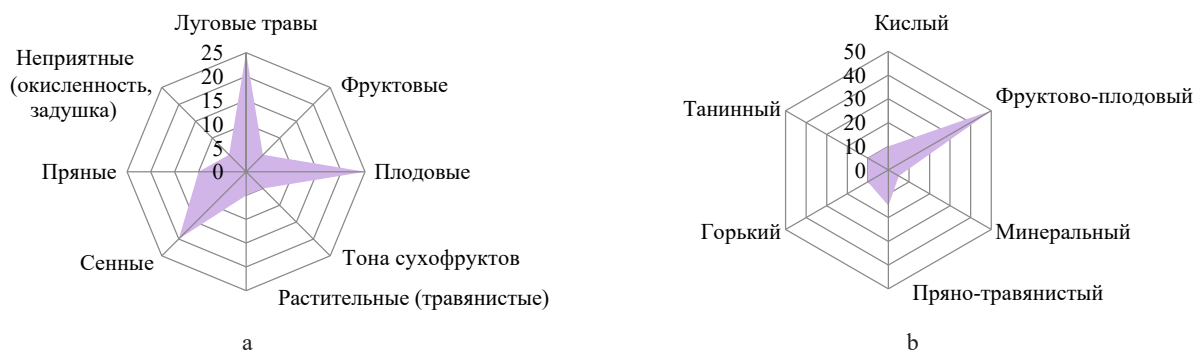 Луговые травы
25
20
15
10
5
0
Фруктовые
Плодовые
Тона сухофруктов
Растительные (травянистые)
Сенные
Пряные
Неприятные
(окисленность,
задушка)
a
Кислый
50
40
30
20
10
0
Фруктово-плодовый
Минеральный
Пряно-травянистый
Горький
Танинный
b